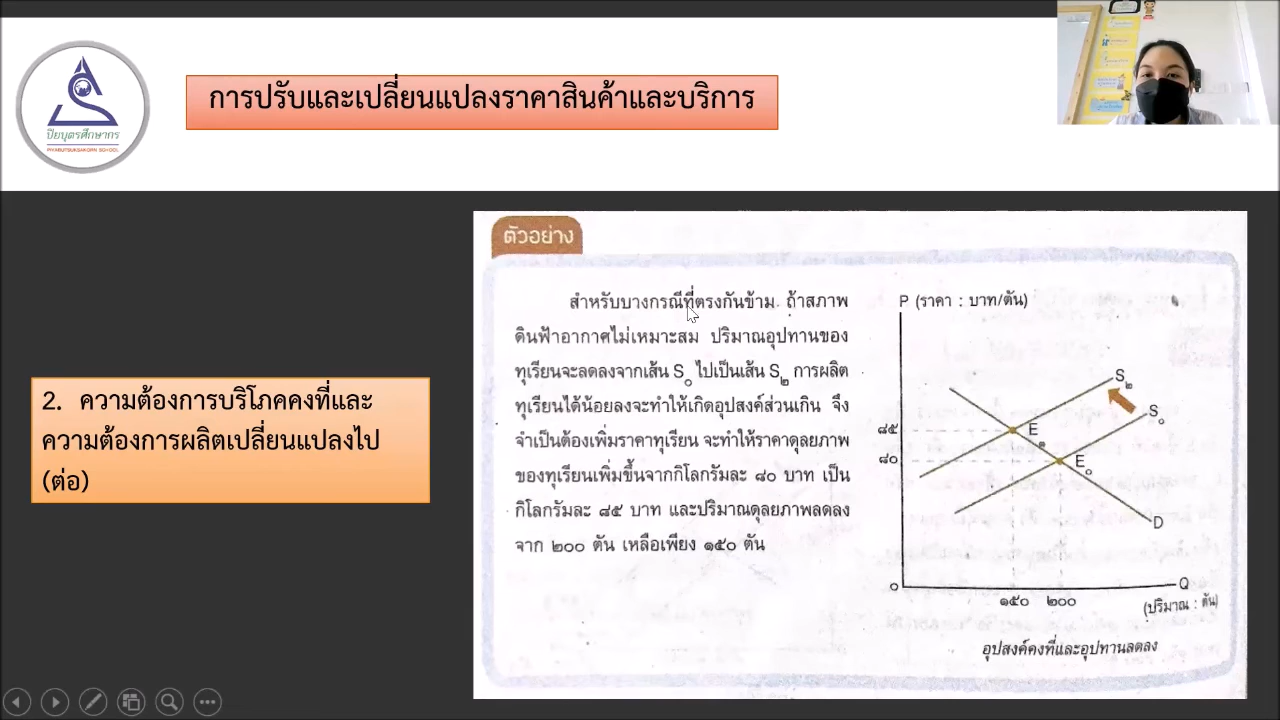 การปรับและเปลี่ยนแปลงราคาสินค้าและบริการ
ปิยบุตรศึกษากร
PIYABUTSUKSAKORN SCHOOL
2. ความต้องการบริโภคคงที่และ
ความต้องการผลิตเปลี่ยนแปลงไป
(ต่อ)
ตัวอย่าง
สำหรับบางกรณีที่ตรงกันข้าม ถ้าสภาพ
ดินฟ้าอากาศไม่เหมาะสม ปริมาณอุปทานของ
ทุเรียนจะลดลงจากเส้น S๐ ไปเป็นเส้น S๒ การผลิต
ทุเรียนได้น้อยลงจะทำให้เกิดอุปสงค์ส่วนเกิน จึง
จำเป็นต้องเพิ่มราคาทุเรียน จะทำให้ราคาดุลยภาพ
ของทุเรียนเพิ่มขึ้นจากกิโลกรัมละ ๘๐ บาท เป็น
กิโลกรัมละ ๘๕ บาท และปริมาณดุลยภาพลดลง
จาก ๒๐๐ ตัน เหลือเพียง ๑๕๐ ตัน
P (ราคา : บาท/ตัน)
S๒
S๐
๘๕
E๑
๘๐
E๐
D
๐
Q
๑๕๐ ๒๐๐
(ปริมาณ : ตัน)
อุปสงค์คงที่และอุปทานลดลง